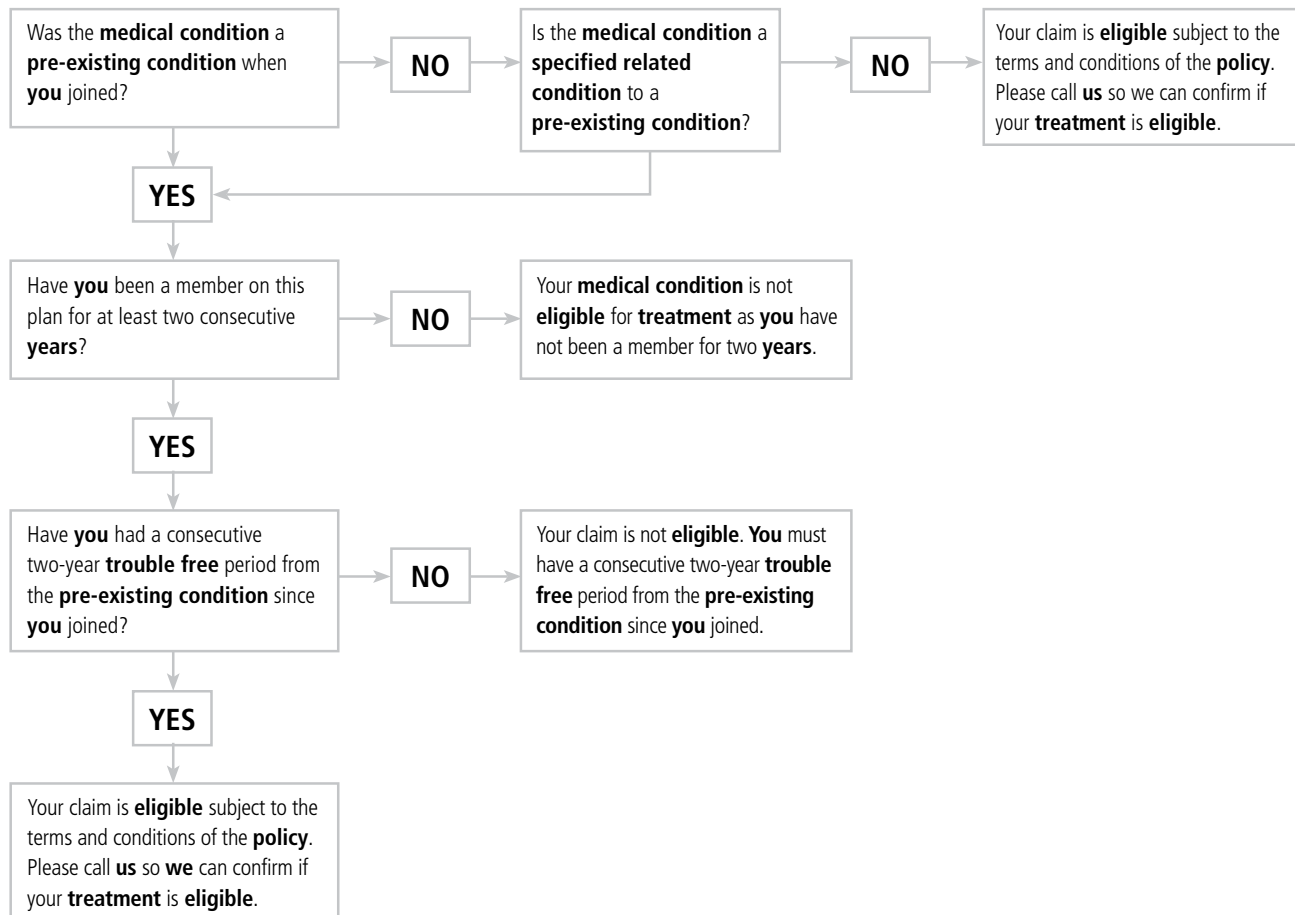 Was the medical condition a
pre-existing condition when
you joined?
NO
Is the medical condition a
specified related
condition to a
pre-existing condition?
NO
Your claim is eligible subject to the
terms and conditions of the policy.
Please call us so we can confirm if
your treatment is eligible.
YES
Have you been a member on this
plan for at least two consecutive
years?
NO
Your medical condition is not
eligible for treatment as you have
not been a member for two years.
YES
Have you had a consecutive
two-year trouble free period from
the pre-existing condition since
you joined?
NO
Your claim is not eligible. You must
have a consecutive two-year trouble
free period from the pre-existing
condition since you joined.
YES
Your claim is eligible subject to the
terms and conditions of the policy.
Please call us so we can confirm if
your treatment is eligible.